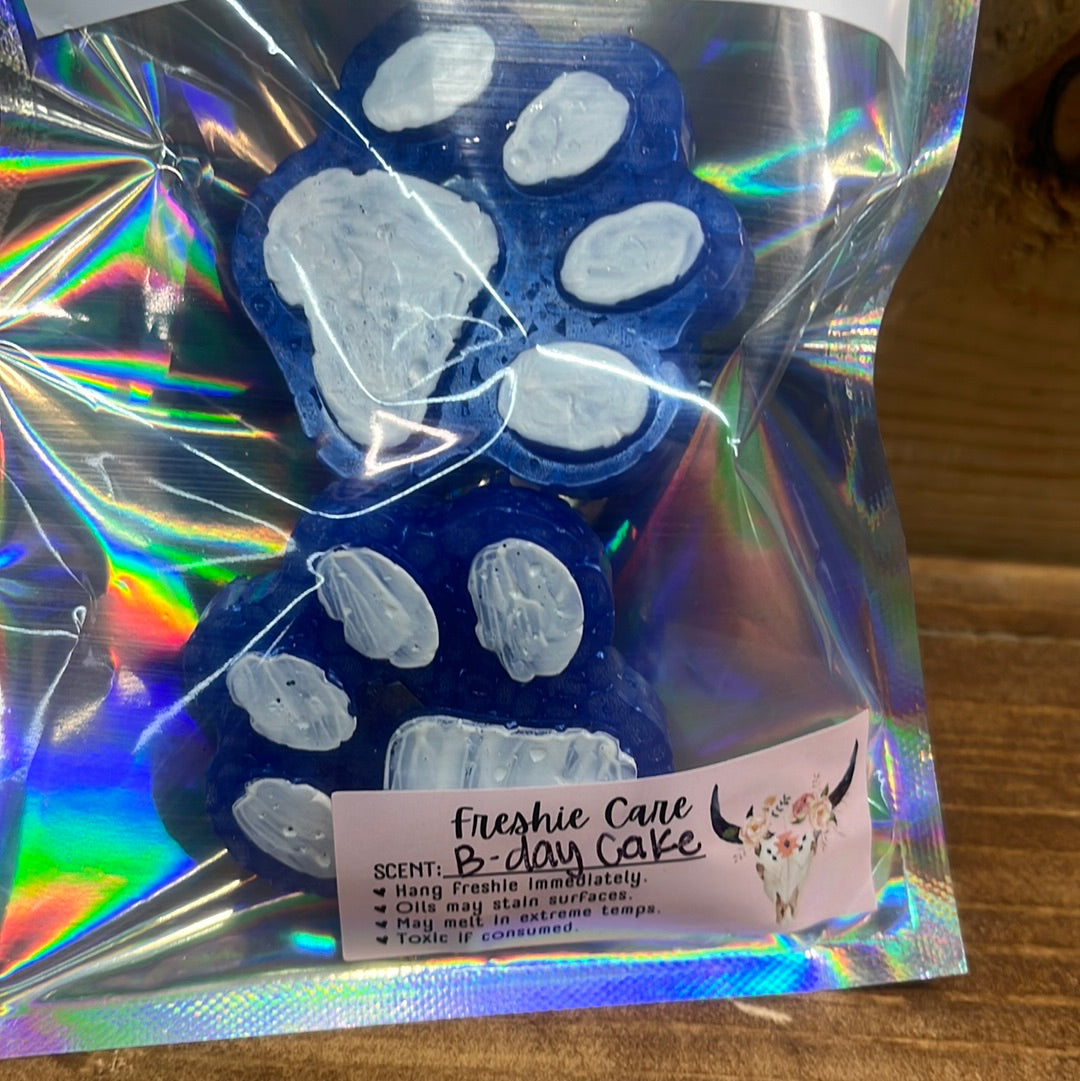 Freshie Care
SCENT: B-day Cake
Hang freshie immediately.
Oils may stain surfaces.
May melt in extreme temps.
Toxic if consumed.